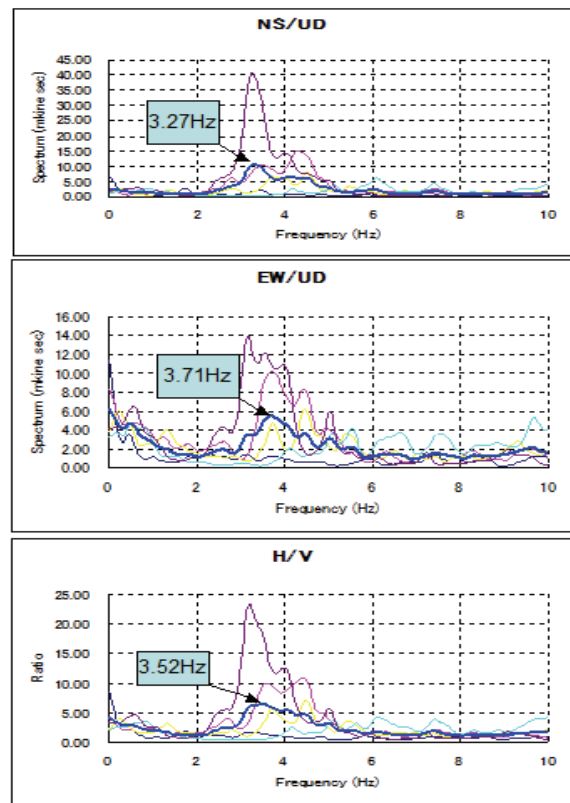 NS/UD
Spectrum (mkine sec)
45.00
40.00
35.00
30.00
25.00
20.00
15.00
10.00
5.00
0.00
3.27Hz
0 2 4 6 8 10
Frequency (Hz)
EW/UD
Spectrum (mkine sec)
16.00
14.00
12.00
10.00
8.00
6.00
4.00
2.00
0.00
3.71Hz
0 2 4 6 8 10
Frequency (Hz)
H/V
Ratio
25.00
20.00
15.00
10.00
5.00
0.00
3.52Hz
0 2 4 6 8 10
Frequency (Hz)